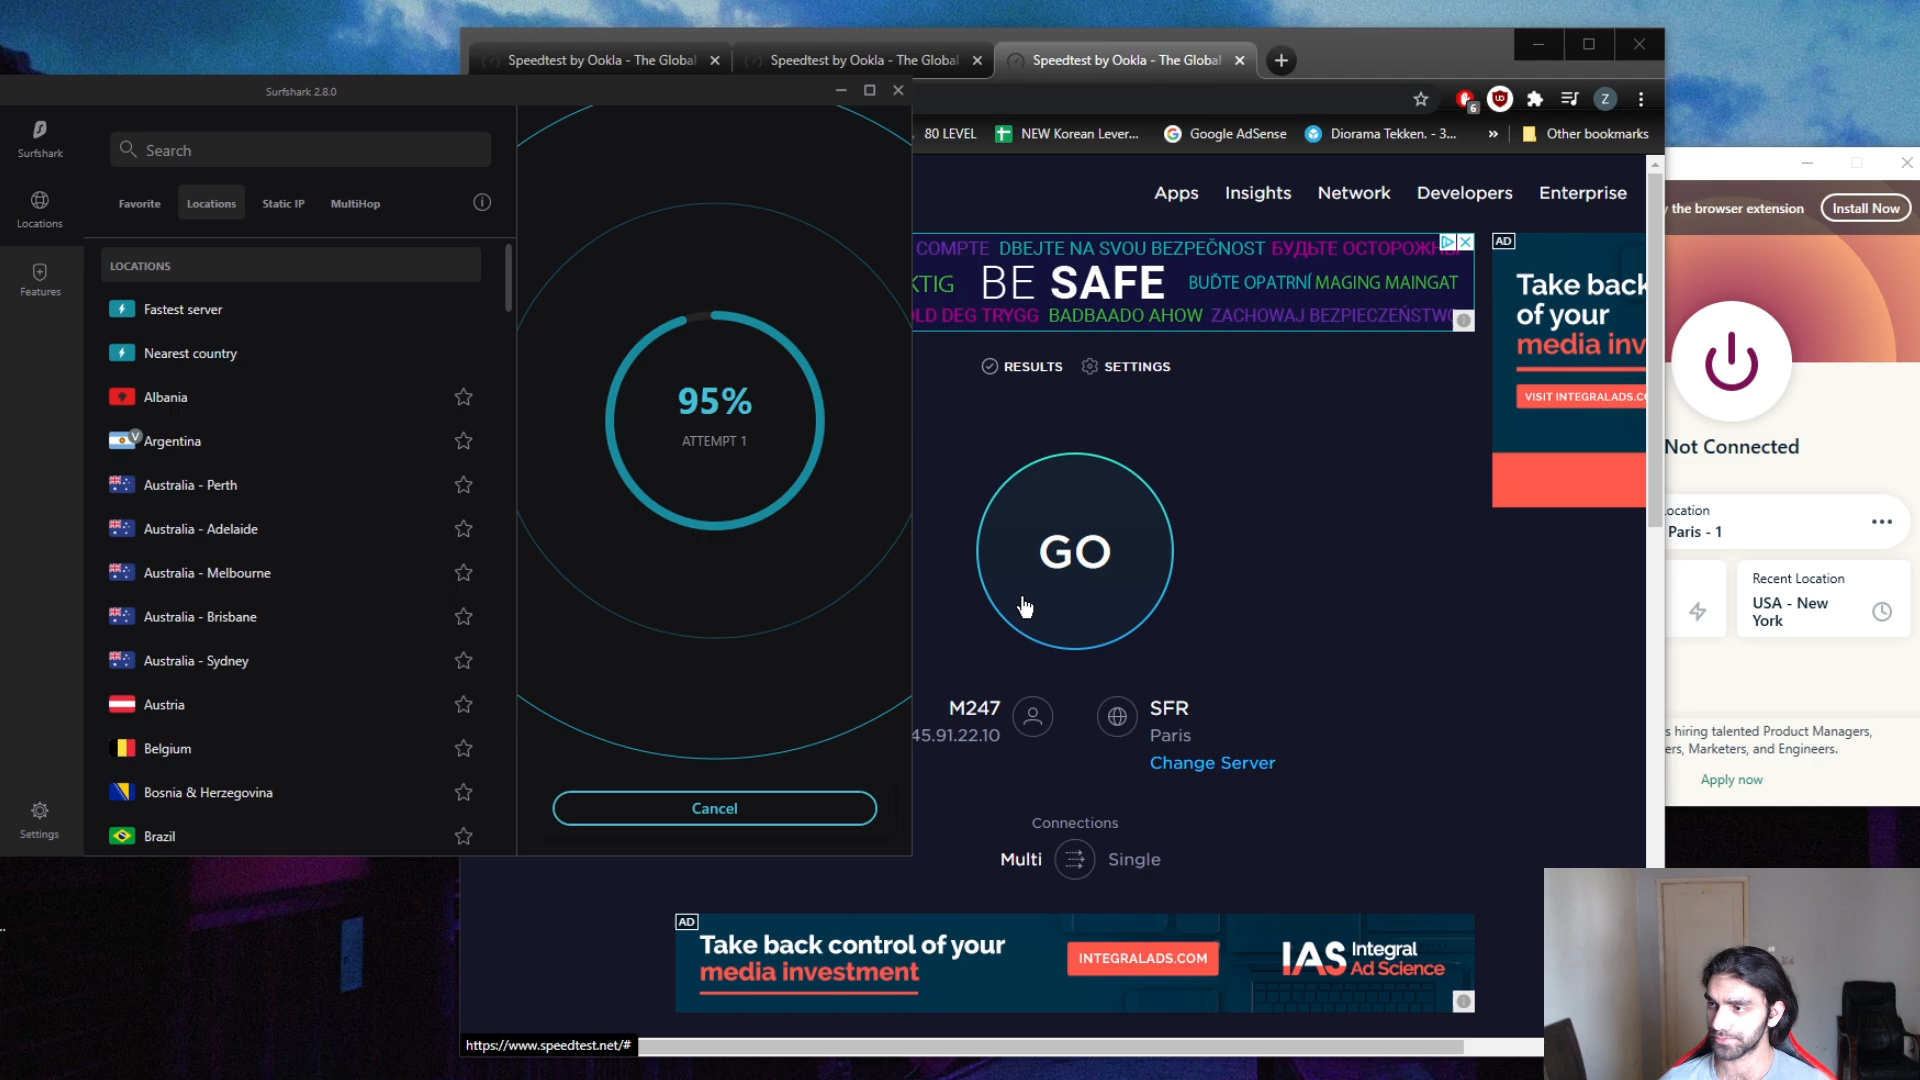 Speedtest by Ookla - The Global
Speedtest by Ookla - The Global
Speedtest by Ookla - The Global
Surfshark 2.8.0
Surfshark
Locations
Features
Settings
Search
Favorite
Locations
Static IP
MultiHop
LOCATIONS
Fastest server
Nearest country
Albania
V
Argentina
Australia - Perth
Australia - Adelaide
Australia - Melbourne
Australia - Brisbane
Australia - Sydney
Austria
Belgium
Bosnia & Herzegovina
Brazil
95%
ATTEMPT 1
Cancel
6
Z
80 LEVEL
NEW Korean Lever...
Google AdSense
Diorama Tekken. - 3...
»
Other bookmarks
Apps
Insights
Network
Developers
Enterprise
COMPTE DBEJTE NA SVOU BEZPEČNOST БУДЬТЕ
KTIG BE SAFE BUĎTE OPATRNÍ MAGING MAINGAT
OLD DEG TRYGG BADBAADO AHOW ZACHOWAJ
AD
Take back
of your
media inv
VISIT INTEGRALADS.CO
RESULTS
SETTINGS
GO
M247
45.91.22.10
SFR
Paris
Change Server
Connections
Multi
Single
AD
Take back control of your
media investment
INTEGRALADS.COM
IAS Integral
Ad Science
https://www.speedtest.net/#
the browser extension
Install Now
Not Connected
ocation
Paris - 1
Recent Location
USA - New
York
s hiring talented Product Managers,
ers, Marketers, and Engineers.
Apply now